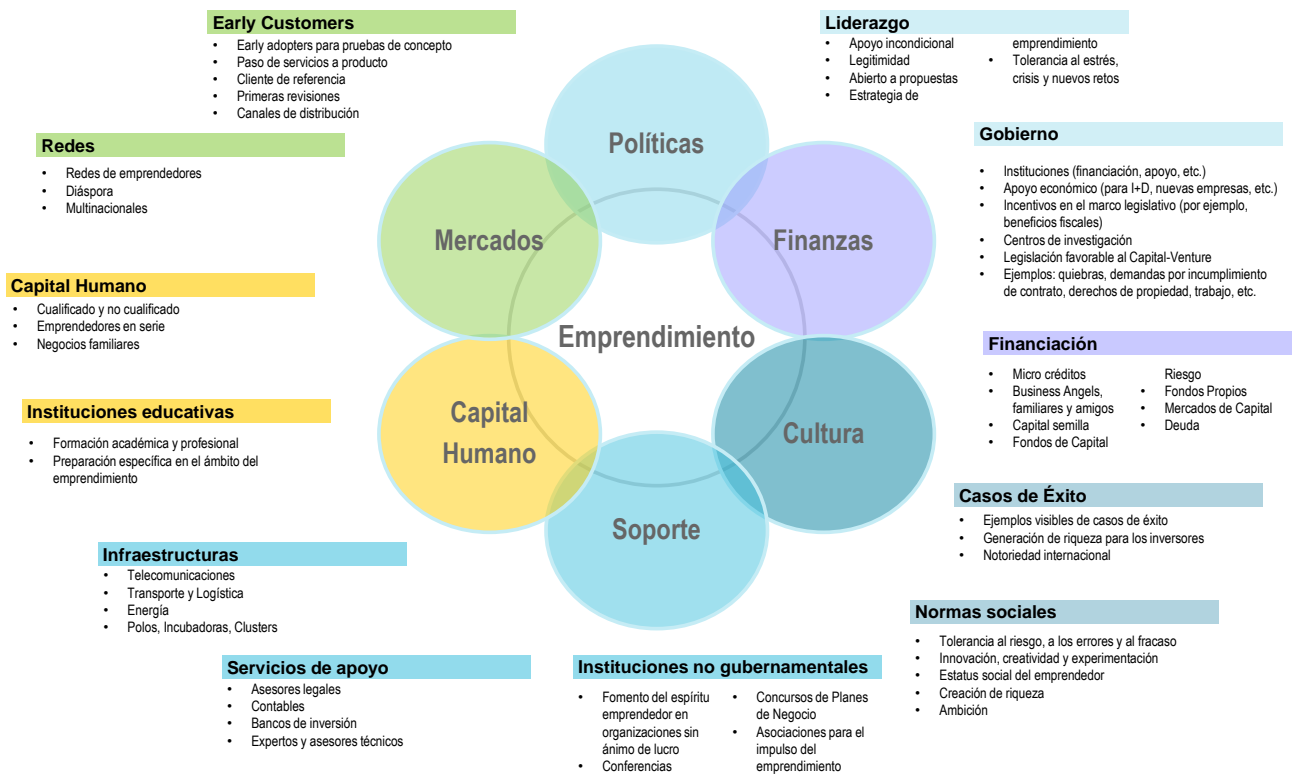 Early Customers
• Early adopters para pruebas de concepto
• Paso de servicios a producto
• Cliente de referencia
• Primeras revisiones
• Canales de distribución
Liderazgo
• Apoyo incondicional
• Legitimidad
• Abierto a propuestas
• Estrategia de
emprendimiento
• Tolerancia al estrés,
crisis y nuevos retos
Redes
• Redes de emprendedores
• Diáspora
• Multinacionales
Gobierno
• Instituciones (financiación, apoyo, etc.)
• Apoyo económico (para I+D, nuevas empresas, etc.)
• Incentivos en el marco legislativo (por ejemplo,
beneficios fiscales)
• Centros de investigación
• Legislación favorable al Capital-Venture
• Ejemplos: quiebras, demandas por incumplimiento
de contrato, derechos de propiedad, trabajo, etc.
Políticas
Mercados
Finanzas
Emprendimiento
Capital
Humano
Cultura
Soporte
Capital Humano
• Cualificado y no cualificado
• Emprendedores en serie
• Negocios familiares
Financiación
• Micro créditos
• Business Angels,
familiares y amigos
• Capital semilla
• Fondos de Capital
Riesgo
• Fondos Propios
• Mercados de Capital
• Deuda
Instituciones educativas
• Formación académica y profesional
• Preparación específica en el ámbito del
emprendimiento
Casos de Éxito
• Ejemplos visibles de casos de éxito
• Generación de riqueza para los inversores
• Notoriedad internacional
Infraestructuras
• Telecomunicaciones
• Transporte y Logística
• Energía
• Polos, Incubadoras, Clusters
Normas sociales
• Tolerancia al riesgo, a los errores y al fracaso
• Innovación, creatividad y experimentación
• Estatus social del emprendedor
• Creación de riqueza
• Ambición
Servicios de apoyo
• Asesores legales
• Contables
• Bancos de inversión
• Expertos y asesores técnicos
Instituciones no gubernamentales
• Fomento del espíritu
emprendedor en
organizaciones sin
ánimo de lucro
• Conferencias
• Concursos de Planes
de Negocio
• Asociaciones para el
impulso del
emprendimiento